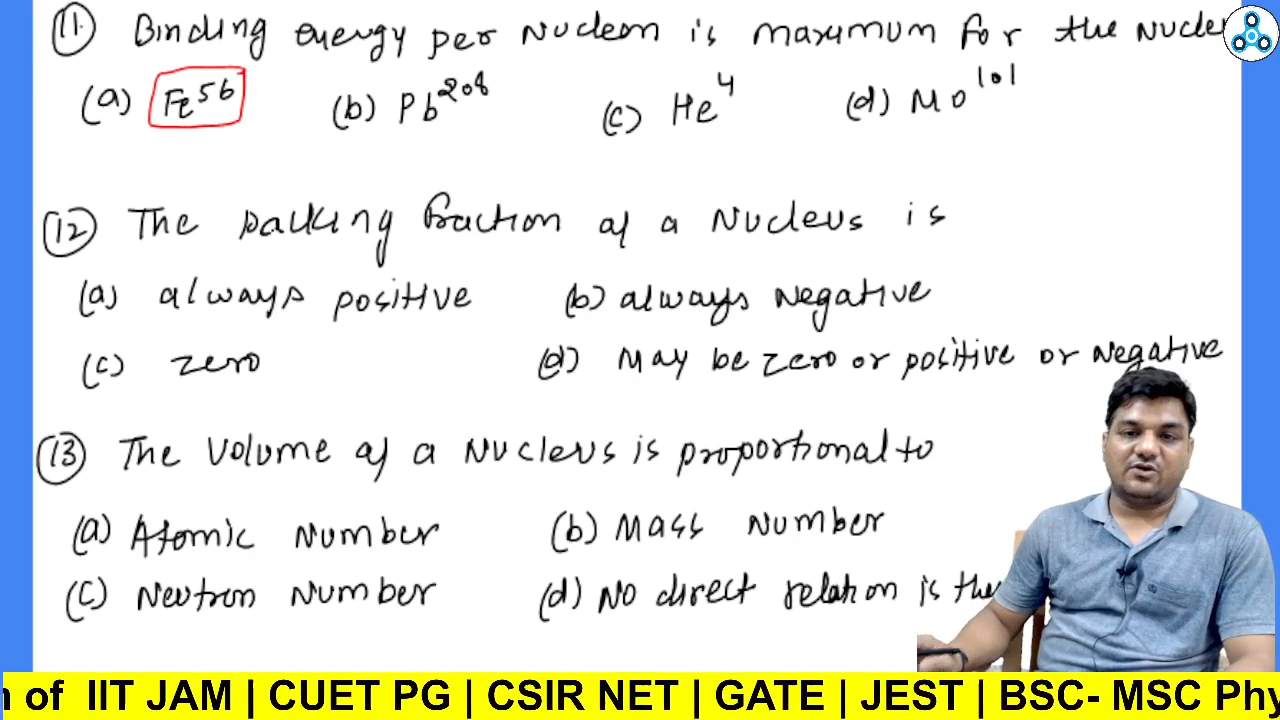 (11) Binding energy per Nucleon is maximum for the Nucle
(a) Fe56 (b) Pb208 (c) He4 (d) Mo101
(12) The packing fraction of a Nucleus is
(a) always positive (b) always Negative
(c) zero (d) May be zero or positive or Negative
(13) The Volume of a Nucleus is proportional to
(a) Atomic Number (b) Mass Number
(c) Neutron Number (d) No direct relation is the
n of IIT JAM | CUET PG | CSIR NET | GATE | JEST | BSC- MSC Phy